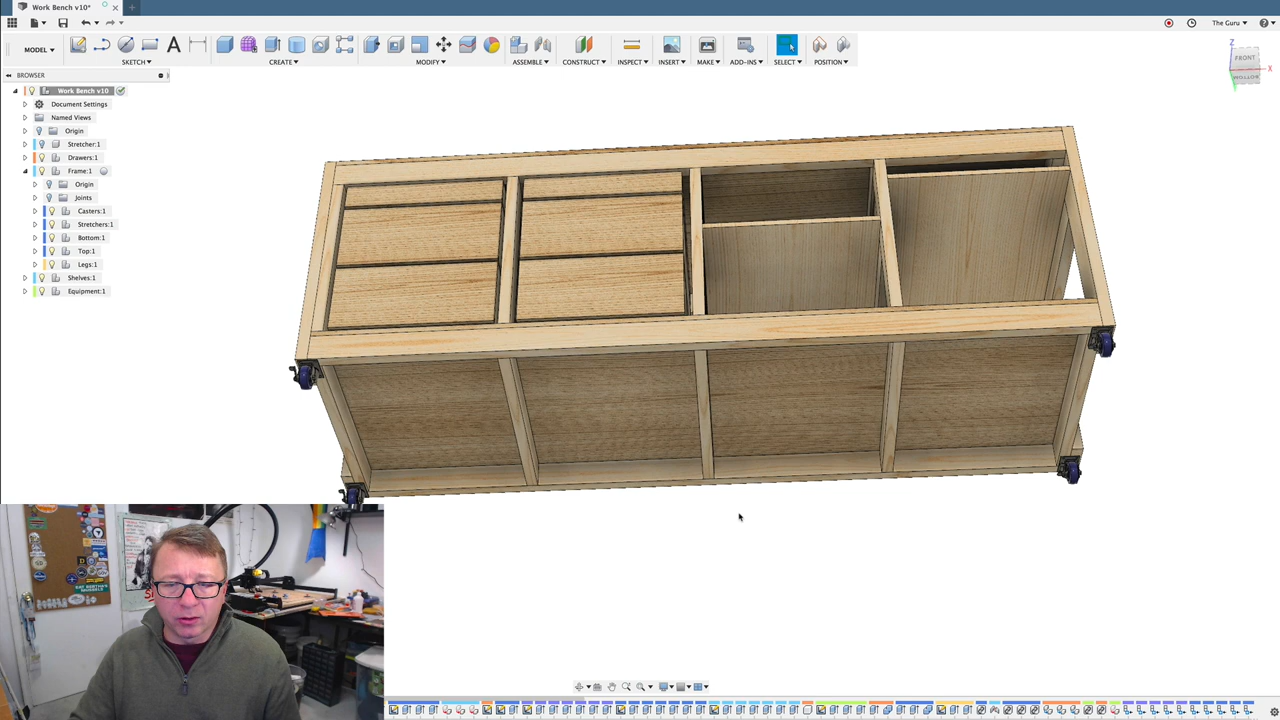 Work Bench v10*
The Guru
MODEL
SKETCH
CREATE
MODIFY
ASSEMBLE
CONSTRUCT
INSPECT
INSERT
MAKE
ADD-INS
SELECT
POSITION
BROWSER
Work Bench v10
Document Settings
Named Views
Origin
Stretcher:1
Drawers:1
Frame:1
Origin
Joints
Casters:1
Stretchers:1
Bottom:1
Top:1
Legs:1
Shelves:1
Equipment:1
Z
FRONT
X
BOTTOM